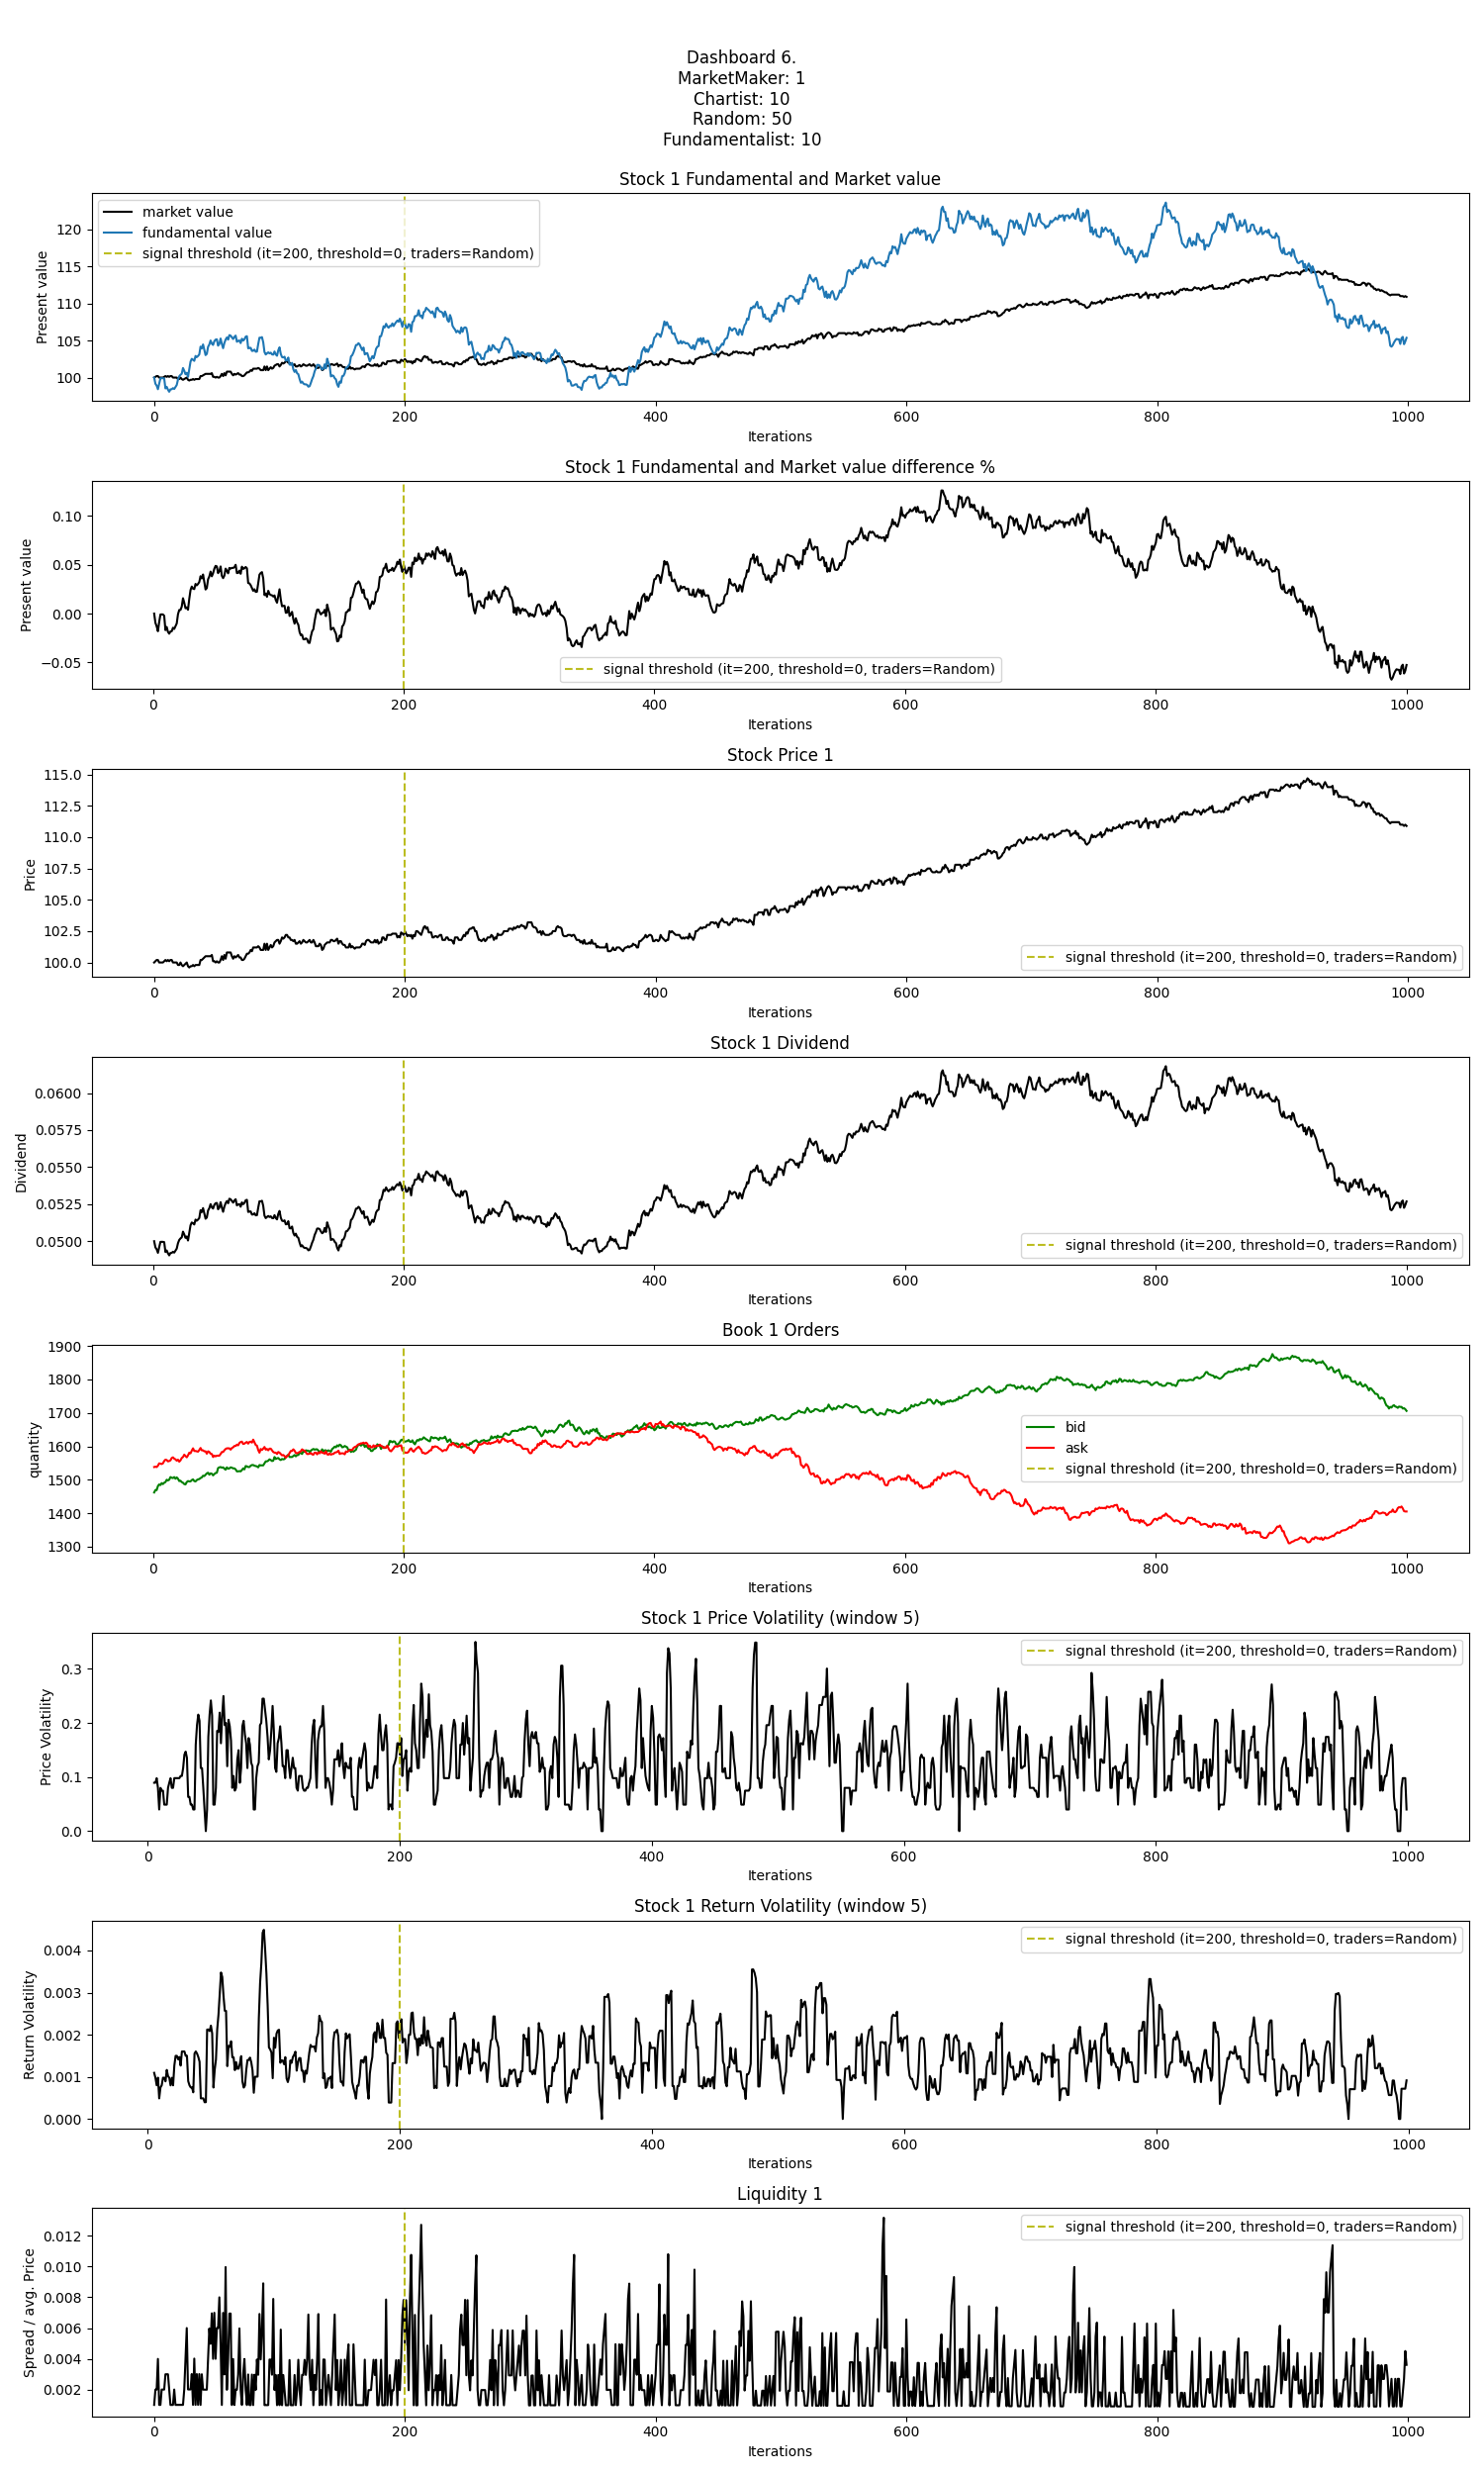 Dashboard 6.
MarketMaker: 1
Chartist: 10
Random: 50
Fundamentalist: 10
Stock 1 Fundamental and Market value
market value
fundamental value
signal threshold (it=200, threshold=0, traders=Random)
Present value
120
115
110
105
100
0 200 400 600 800 1000
Iterations
Stock 1 Fundamental and Market value difference %
Present value
0.10
0.05
0.00
−0.05
signal threshold (it=200, threshold=0, traders=Random)
0 200 400 600 800 1000
Iterations
Stock Price 1
Price
115.0
112.5
110.0
107.5
105.0
102.5
100.0
signal threshold (it=200, threshold=0, traders=Random)
0 200 400 600 800 1000
Iterations
Stock 1 Dividend
Dividend
0.0600
0.0575
0.0550
0.0525
0.0500
signal threshold (it=200, threshold=0, traders=Random)
0 200 400 600 800 1000
Iterations
Book 1 Orders
quantity
1900
1800
1700
1600
1500
1400
1300
bid
ask
signal threshold (it=200, threshold=0, traders=Random)
0 200 400 600 800 1000
Iterations
Stock 1 Price Volatility (window 5)
Price Volatility
0.3
0.2
0.1
0.0
signal threshold (it=200, threshold=0, traders=Random)
0 200 400 600 800 1000
Iterations
Stock 1 Return Volatility (window 5)
Return Volatility
0.004
0.003
0.002
0.001
0.000
signal threshold (it=200, threshold=0, traders=Random)
0 200 400 600 800 1000
Iterations
Liquidity 1
Spread / avg. Price
0.012
0.010
0.008
0.006
0.004
0.002
signal threshold (it=200, threshold=0, traders=Random)
0 200 400 600 800 1000
Iterations